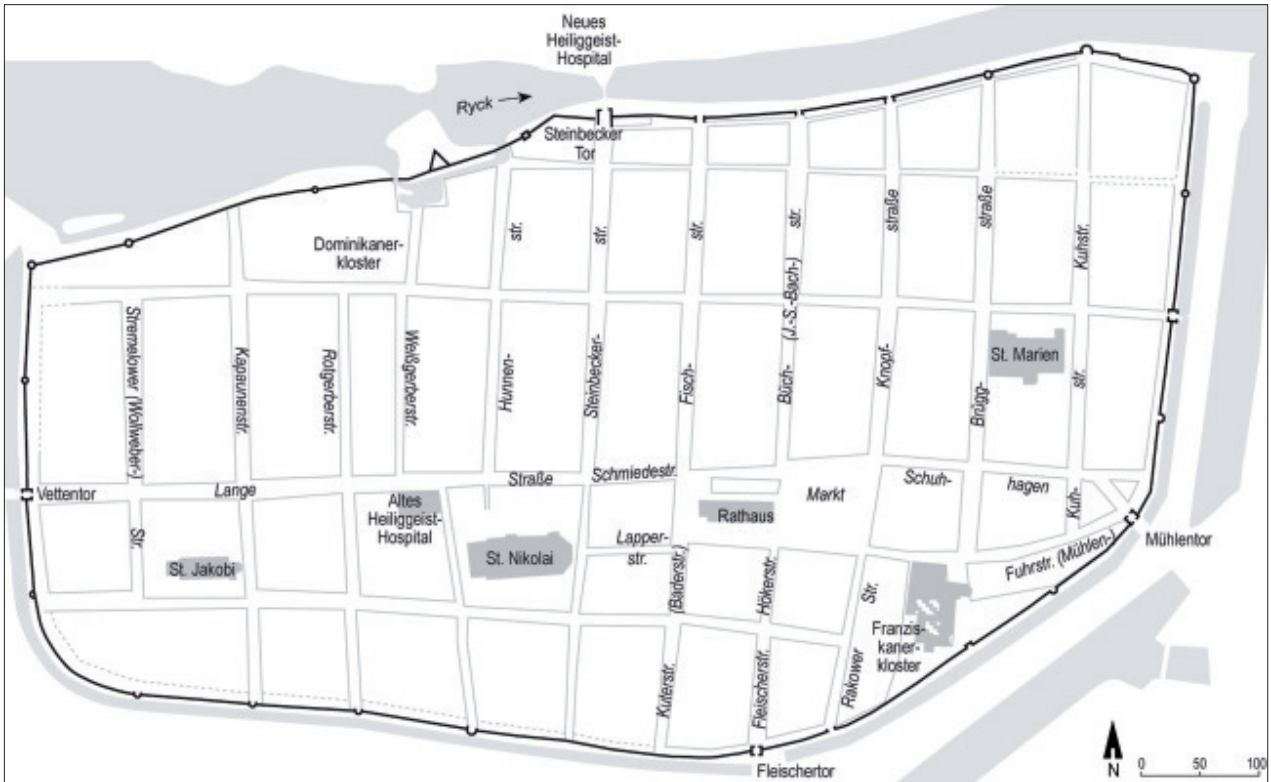 Neues
Heiliggeist-
Hospital
Ryck
Steinbecker
Tor
Dominikaner-
kloster
str.
str.
str.
str.
straße
straße
Kuhstr.
Stremelower (Wollweber-)
Str.
Kapaunenstr.
Rotgerberstr.
Weißgerberstr.
Hunnen-
Steinbecker-
Fisch-
Büch-
(J.-S.-Bach-)
Knopf-
Brügg-
St. Marien
str.
Vettentor
Lange
Straße
Schmiedestr.
Markt
Schuh-
hagen
Kuh-
Altes
Heiliggeist-
Hospital
St. Nikolai
Lapper-
str.
Rathaus
Mühlentor
St. Jakobi
(Baderstr.)
Hökerstr.
Str.
Fuhrstr. (Mühlen-)
Franzis-
kaner-
kloster
Kuterstr.
Fleischerstr.
Rakower
Fleischertor
N
0 50 100